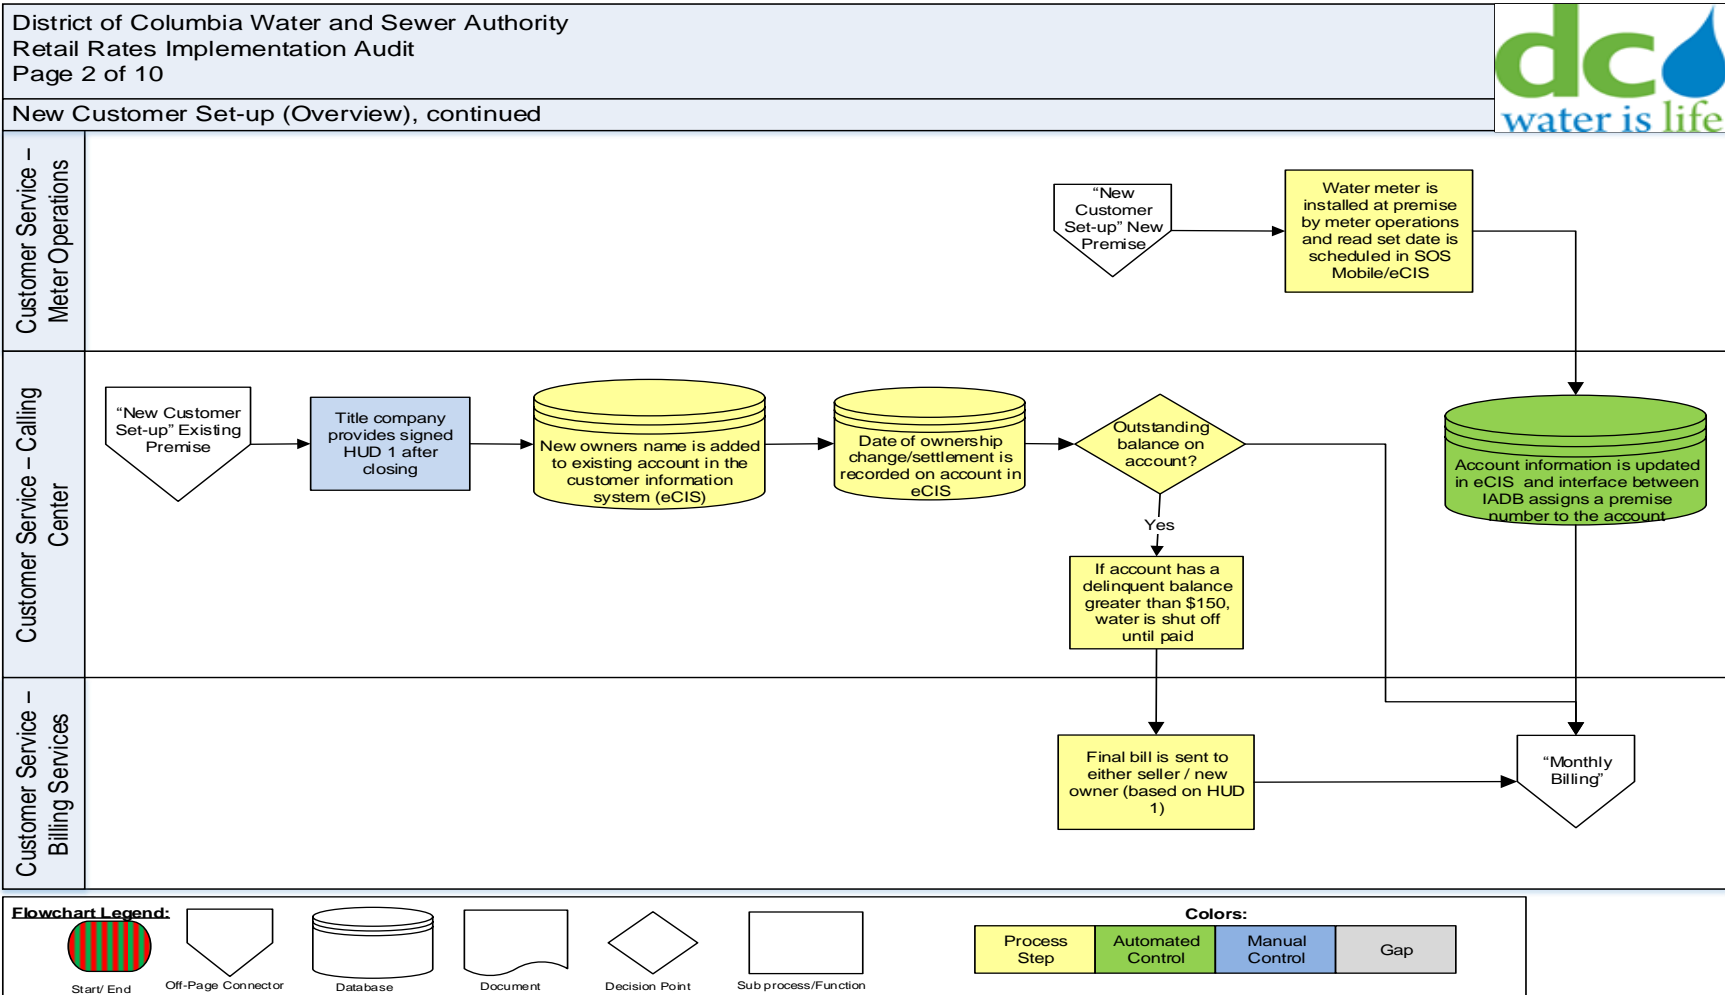 District of Columbia Water and Sewer Authority
Retail Rates Implementation Audit
Page 2 of 10
dc
water is life
New Customer Set-up (Overview), continued
Customer Service –
Meter Operations
“New
Customer
Set-up” New
Premise
Water meter is
installed at premise
by meter operations
and read set date is
scheduled in SOS
Mobile/eCIS
Customer Service – Calling
Center
“New Customer
Set-up” Existing
Premise
Title company
provides signed
HUD 1 after
closing
New owners name is added
to existing account in the
customer information
system (eCIS)
Date of ownership
change/settlement is
recorded on account in
eCIS
Outstanding
balance on
account?
Yes
If account has a
delinquent balance
greater than $150,
water is shut off
until paid
Account information is updated
in eCIS and interface between
IADB assigns a premise
number to the account
Customer Service –
Billing Services
Final bill is sent to
either seller / new
owner (based on HUD
1)
“Monthly
Billing”
Flowchart Legend:
Start/ End
Off-Page Connector
Database
Document
Decision Point
Sub process/Function
Colors:
Process
Step
Automated
Control
Manual
Control
Gap